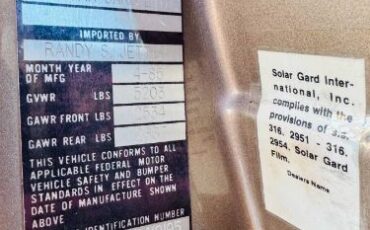 IMPORTED BY
RANDY S.
MONTH YEAR
OF MFG 4-85
GVWR LBS 5203
GAWR FRONT LBS 2534
GAWR REAR LBS
THIS VEHICLE CONFORMS TO ALL
APPLICABLE FEDERAL MOTOR
VEHICLE SAFETY AND BUMPER
STANDARDS IN EFFECT ON THE
DATE OF MANUFACTURE SHOWN
ABOVE
IDENTIFICATION NUMBER
Solar Gard Inter-
national, Inc.
complies with the
provisions of s.s.
316. 2951 - 316.
2954. Solar Gard
Film.
Dealers Name